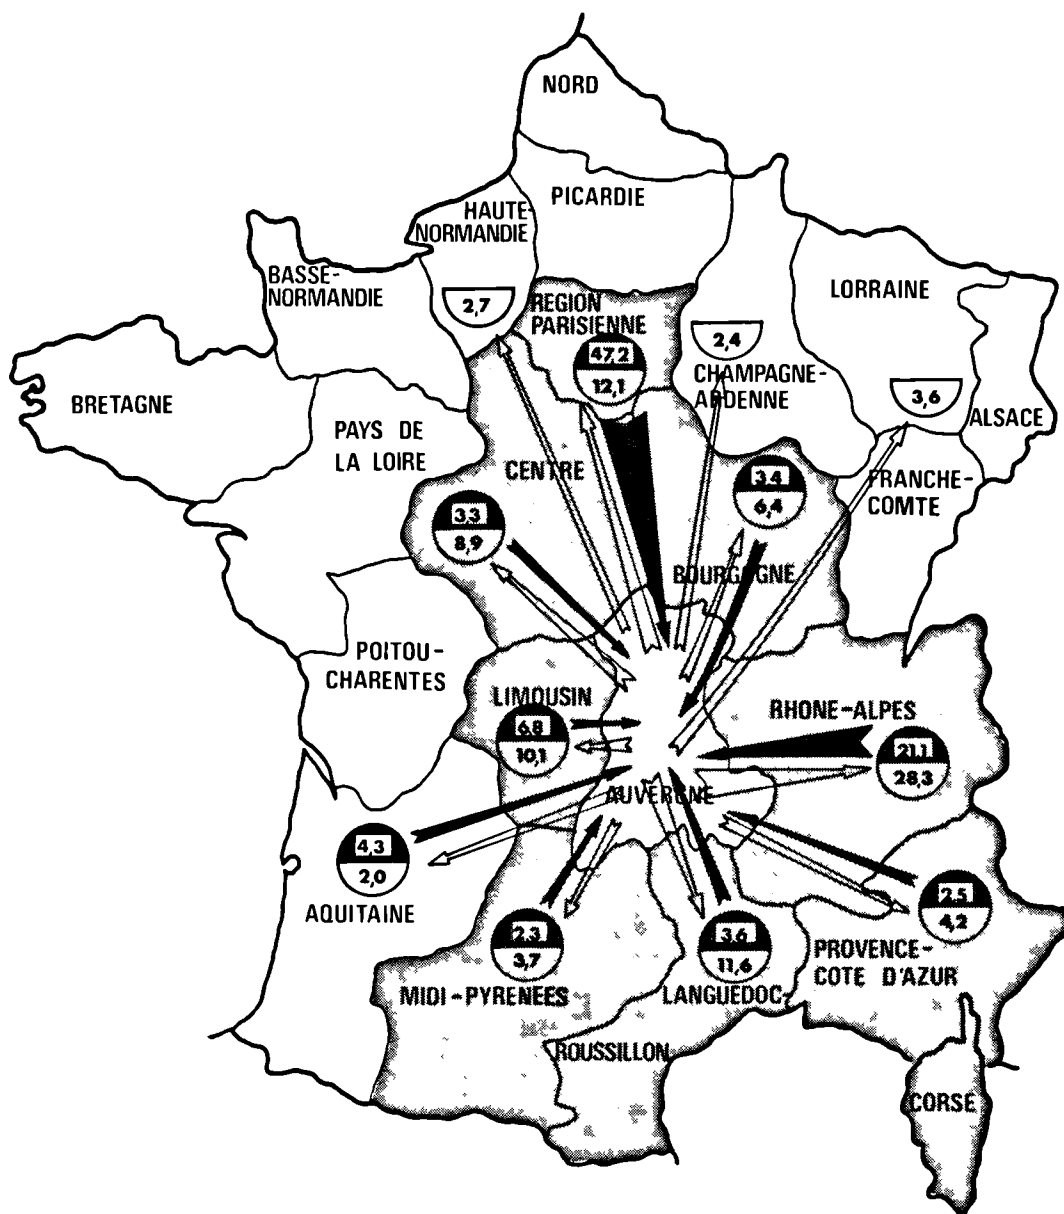 NORD
PICARDIE
HAUTE-
NORMANDIE
BASSE-
NORMANDIE
2,7
REGION
PARISIENNE
47,2
12,1
2,4
CHAMPAGNE-
ARDENNE
LORRAINE
3,6
ALSACE
BRETAGNE
PAYS DE
LA LOIRE
CENTRE
3,3
8,9
3,4
6,4
FRANCHE-
COMTE
BOURGOGNE
POITOU-
CHARENTES
LIMOUSIN
6,8
10,1
RHONE-ALPES
21,1
28,3
AUVERGNE
4,3
2,0
AQUITAINE
2,3
3,7
MIDI-PYRENEES
3,6
11,6
LANGUEDOC-
ROUSSILLON
2,5
4,2
PROVENCE-
COTE D'AZUR
CORSE